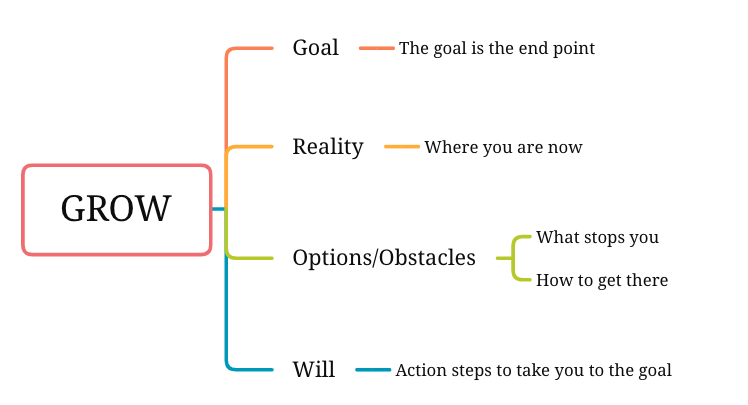 GROW
Goal
The goal is the end point
Reality
Where you are now
Options/Obstacles
What stops you
How to get there
Will
Action steps to take you to the goal